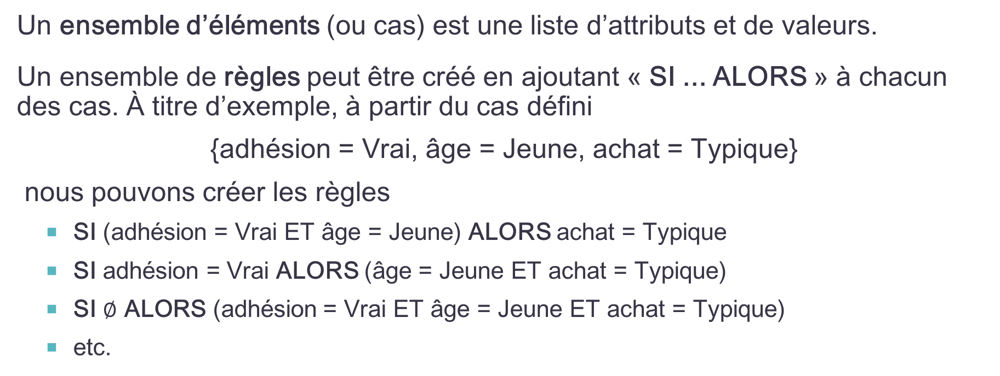 Un ensemble d’éléments (ou cas) est une liste d’attributs et de valeurs.
Un ensemble de règles peut être créé en ajoutant « SI ... ALORS » à chacun
des cas. À titre d’exemple, à partir du cas défini
{adhésion = Vrai, âge = Jeune, achat = Typique}
nous pouvons créer les règles
▪ SI (adhésion = Vrai ET âge = Jeune) ALORS achat = Typique
▪ SI adhésion = Vrai ALORS (âge = Jeune ET achat = Typique)
▪ SI ∅ ALORS (adhésion = Vrai ET âge = Jeune ET achat = Typique)
▪ etc.